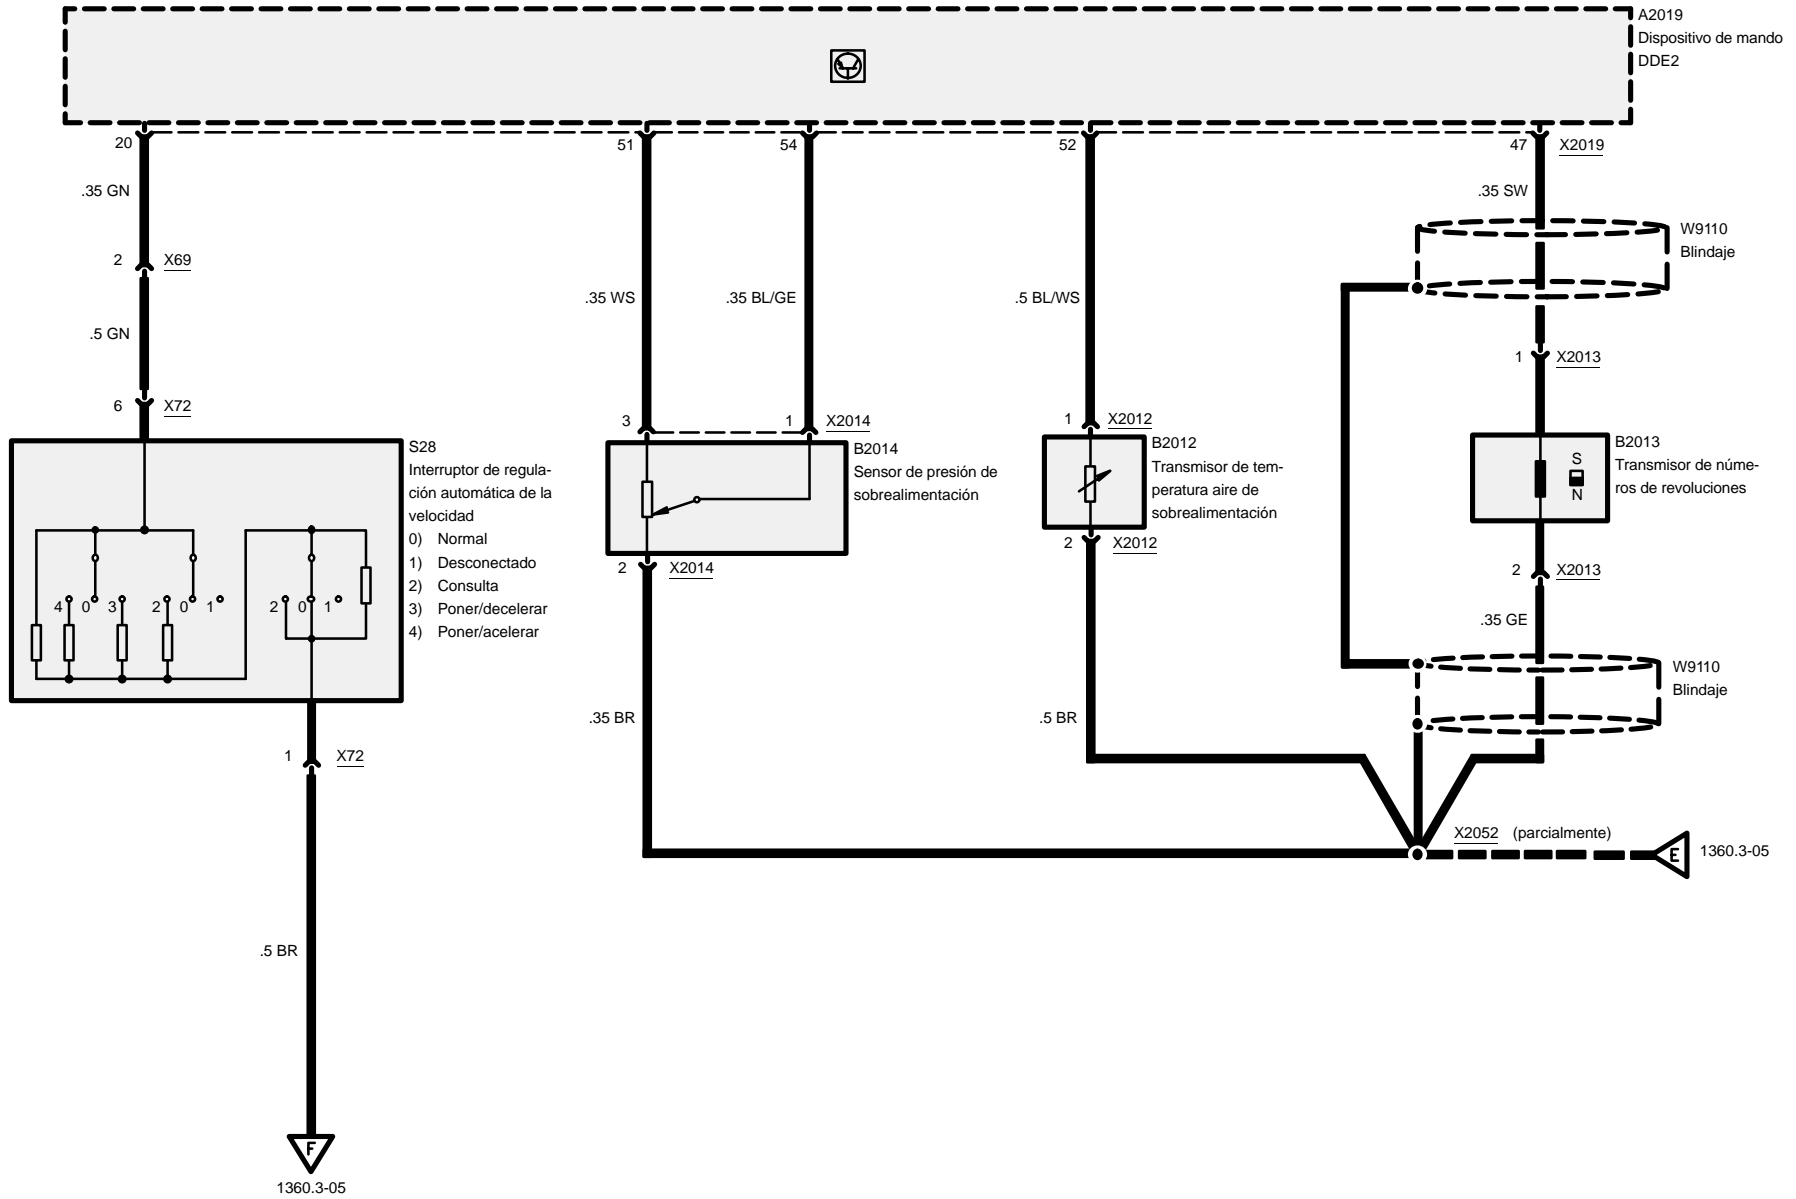 A2019
Dispositivo de mando
DDE2
20
51
54
52
47
X2019
.35 GN
.35 SW
W9110
Blindaje
2
X69
.35 WS
.35 BL/GE
.5 BL/WS
.5 GN
1
X2013
6
X72
3
1
X2014
1
X2012
S28
Interruptor de regula-
ción automática de la
velocidad
0) Normal
1) Desconectado
2) Consulta
3) Poner/decelerar
4) Poner/acelerar
B2014
Sensor de presión de
sobrealimentación
B2012
Transmisor de tem-
peratura aire de
sobrealimentación
B2013
Transmisor de núme-
ros de revoluciones
S
N
2
X2014
2
X2012
2
X2013
4 0 3 2 0 1 2 0 1
.35 GE
W9110
Blindaje
.35 BR
.5 BR
1
X72
X2052 (parcialmente)
E
1360.3-05
.5 BR
F
1360.3-05